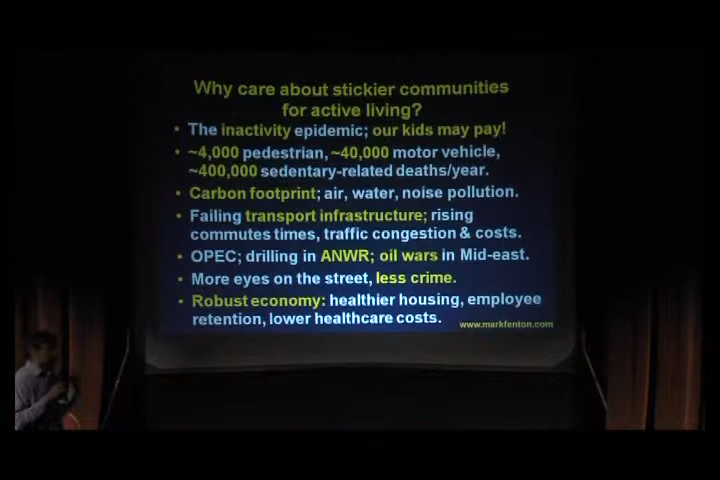 Why care about stickier communities
for active living?
• The inactivity epidemic; our kids may pay!
• ~4,000 pedestrian, ~40,000 motor vehicle,
~400,000 sedentary-related deaths/year.
• Carbon footprint; air, water, noise pollution.
• Failing transport infrastructure; rising
commutes times, traffic congestion & costs.
• OPEC; drilling in ANWR; oil wars in Mid-east.
• More eyes on the street, less crime.
• Robust economy: healthier housing, employee
retention, lower healthcare costs.
www.markfenton.com